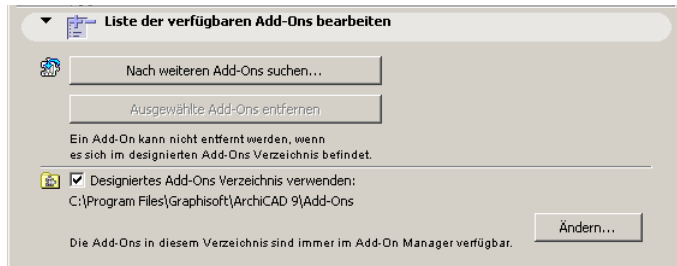 Liste der verfügbaren Add-Ons bearbeiten
Nach weiteren Add-Ons suchen...
Ausgewählte Add-Ons entfernen
Ein Add-On kann nicht entfernt werden, wenn
es sich im designierten Add-Ons Verzeichnis befindet.
Designiertes Add-Ons Verzeichnis verwenden:
C:\Program Files\Graphisoft\ArchiCAD 9\Add-Ons
Ändern...
Die Add-Ons in diesem Verzeichnis sind immer im Add-On Manager verfügbar.